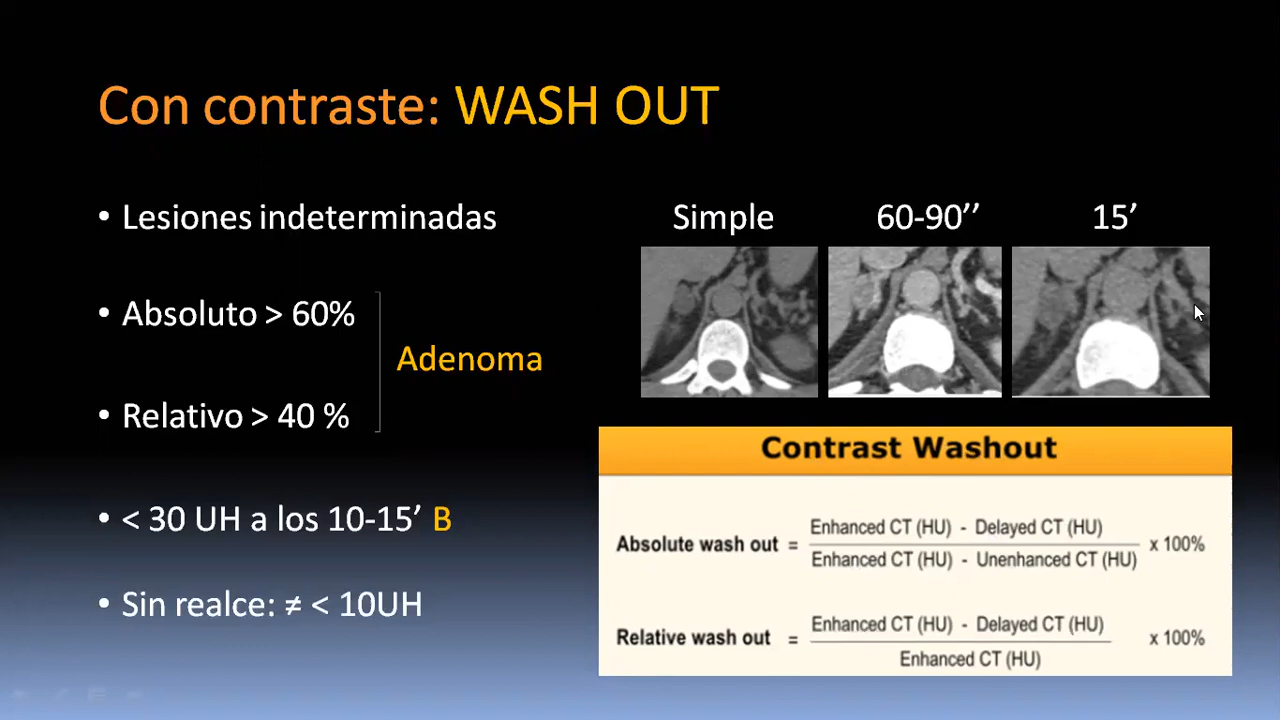 Con contraste: WASH OUT
• Lesiones indeterminadas
• Absoluto > 60%
Adenoma
• Relativo > 40 %
• < 30 UH a los 10-15’ B
• Sin realce: ≠ < 10UH
Simple 60-90’’ 15’
Contrast Washout
Absolute wash out = Enhanced CT (HU) - Delayed CT (HU) x 100%
Enhanced CT (HU) - Unenhanced CT (HU)
Relative wash out = Enhanced CT (HU) - Delayed CT (HU) x 100%
Enhanced CT (HU)